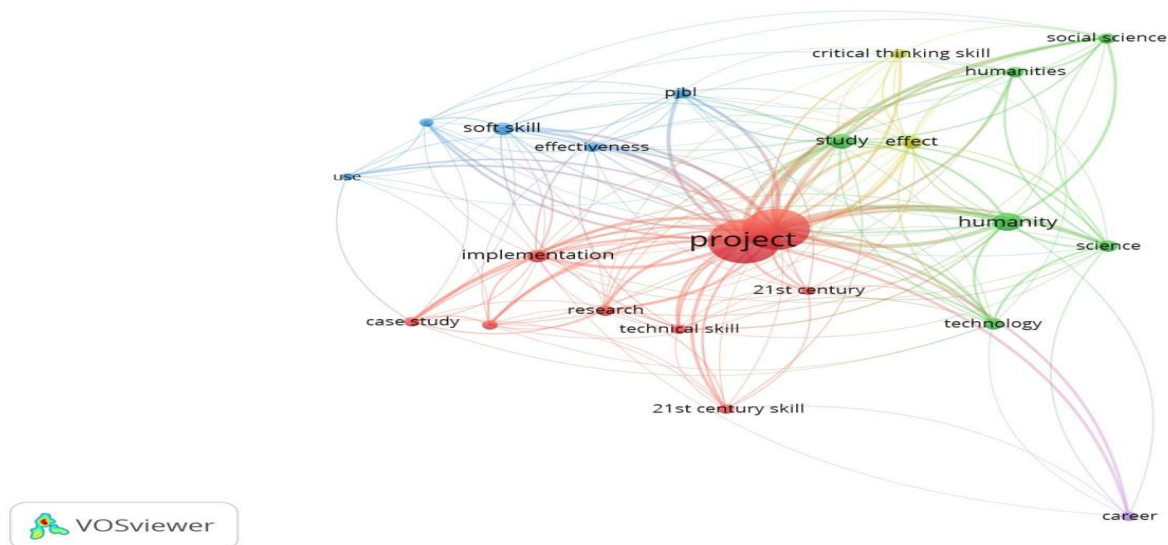 social science
critical thinking skill
humanities
pjbl
soft skill
effectiveness
study
effect
use
humanity
project
science
implementation
21st century
case study
research
technical skill
technology
21st century skill
career
VOSviewer